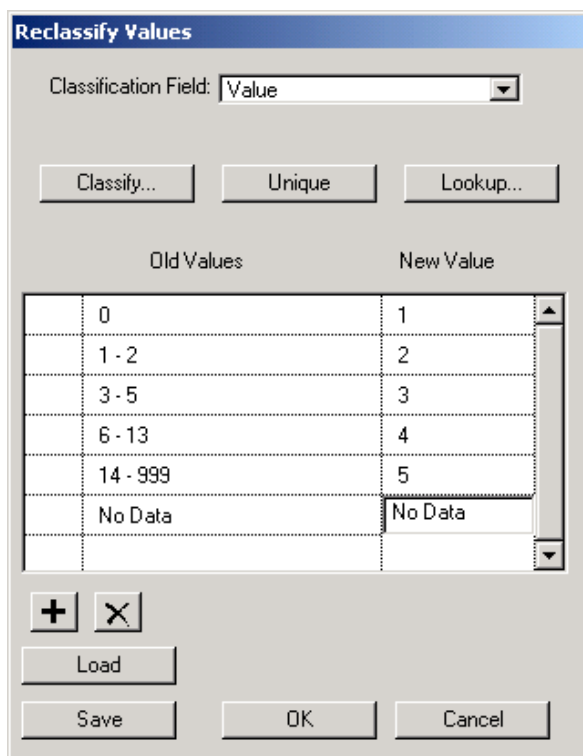 Reclassify Values
Classification Field: Value
Classify... Unique Lookup...
Old Values New Value
0 1
1 - 2 2
3 - 5 3
6 - 13 4
14 - 999 5
No Data No Data
Load
Save OK Cancel